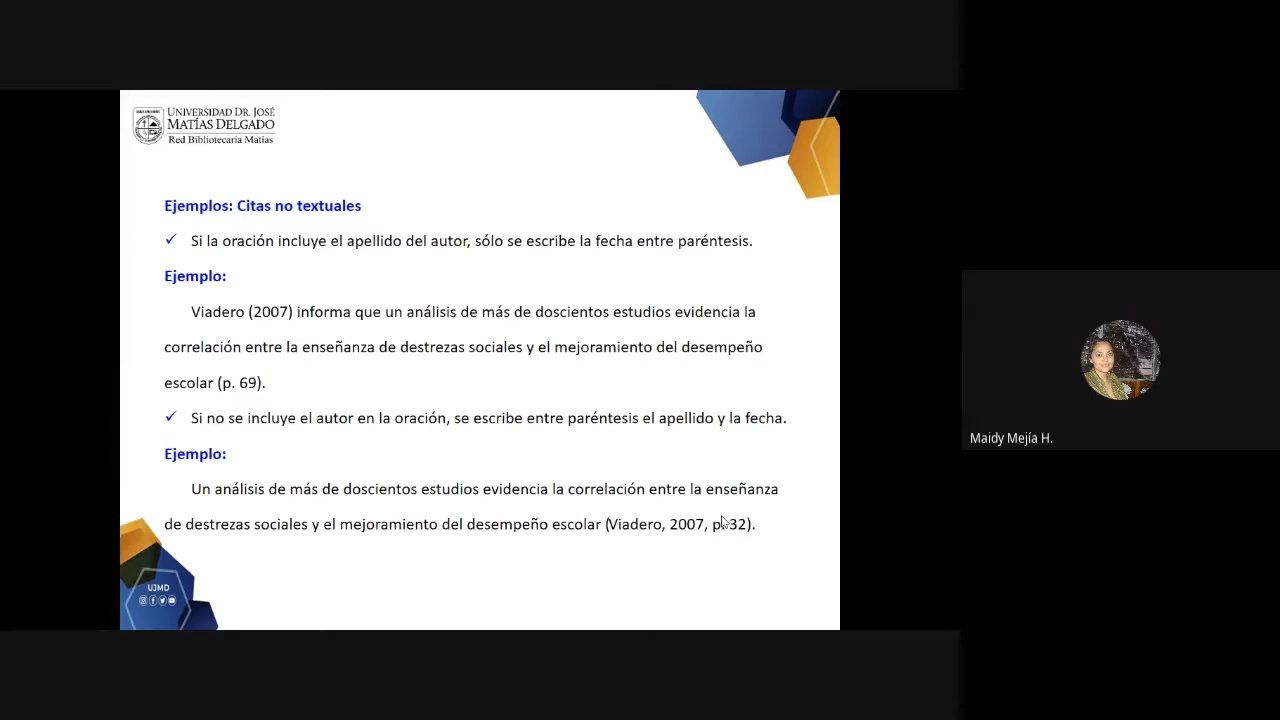 UNIVERSIDAD DR. JOSÉ
MATÍAS DELGADO
Red Bibliotecaria Matías
Ejemplos: Citas no textuales
✓ Si la oración incluye el apellido del autor, sólo se escribe la fecha entre paréntesis.
Ejemplo:
Viadero (2007) informa que un análisis de más de doscientos estudios evidencia la
correlación entre la enseñanza de destrezas sociales y el mejoramiento del desempeño
escolar (p. 69).
✓ Si no se incluye el autor en la oración, se escribe entre paréntesis el apellido y la fecha.
Ejemplo:
Un análisis de más de doscientos estudios evidencia la correlación entre la enseñanza
de destrezas sociales y el mejoramiento del desempeño escolar (Viadero, 2007, p. 32).
UJMD
Maidy Mejía H.